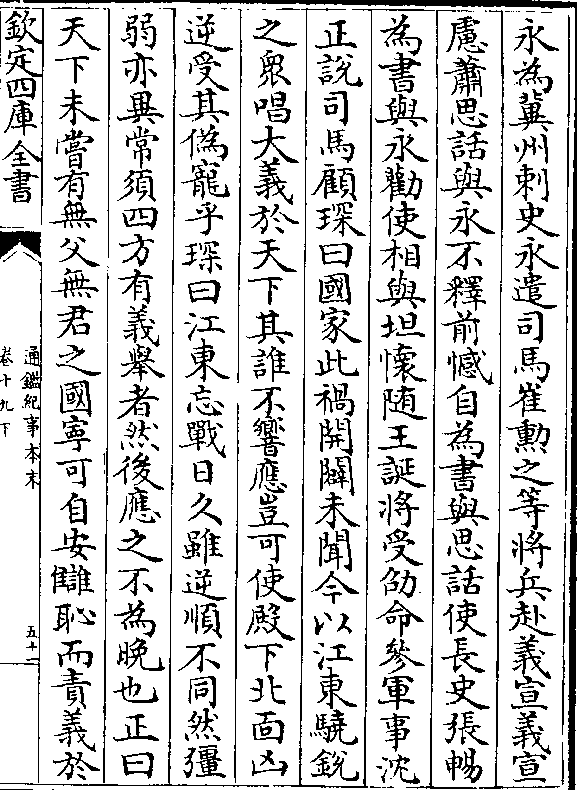 永為冀州刺史永遣司馬崔勲之等將兵赴義宣義宣
慮蕭思話與永不釋前憾自為書與思話使長史張暢
為書與永勸使相與坦懷随王誕將受劭命參軍事沈
正說司馬顧琛曰國家此禍開闢未聞今以江東驍銳
之衆唱大義於天下其誰不響應豈可使殿下北面凶
逆受其偽寵乎琛曰江東忘戰日久雖逆順不同然彊
弱亦異常須四方有義舉者然後應之不為晚也正曰
天下未嘗有無父無君之國寧可自安讎恥而責義於
欽定四庫全書
通鑑紀事本末
卷十九下
五十二